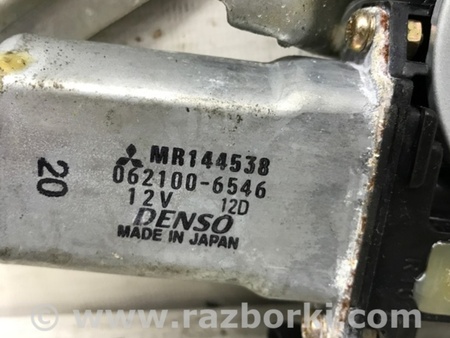 MR144538
062100-6546
12V 12D
DENSO
MADE IN JAPAN
20
© www.razborki.com